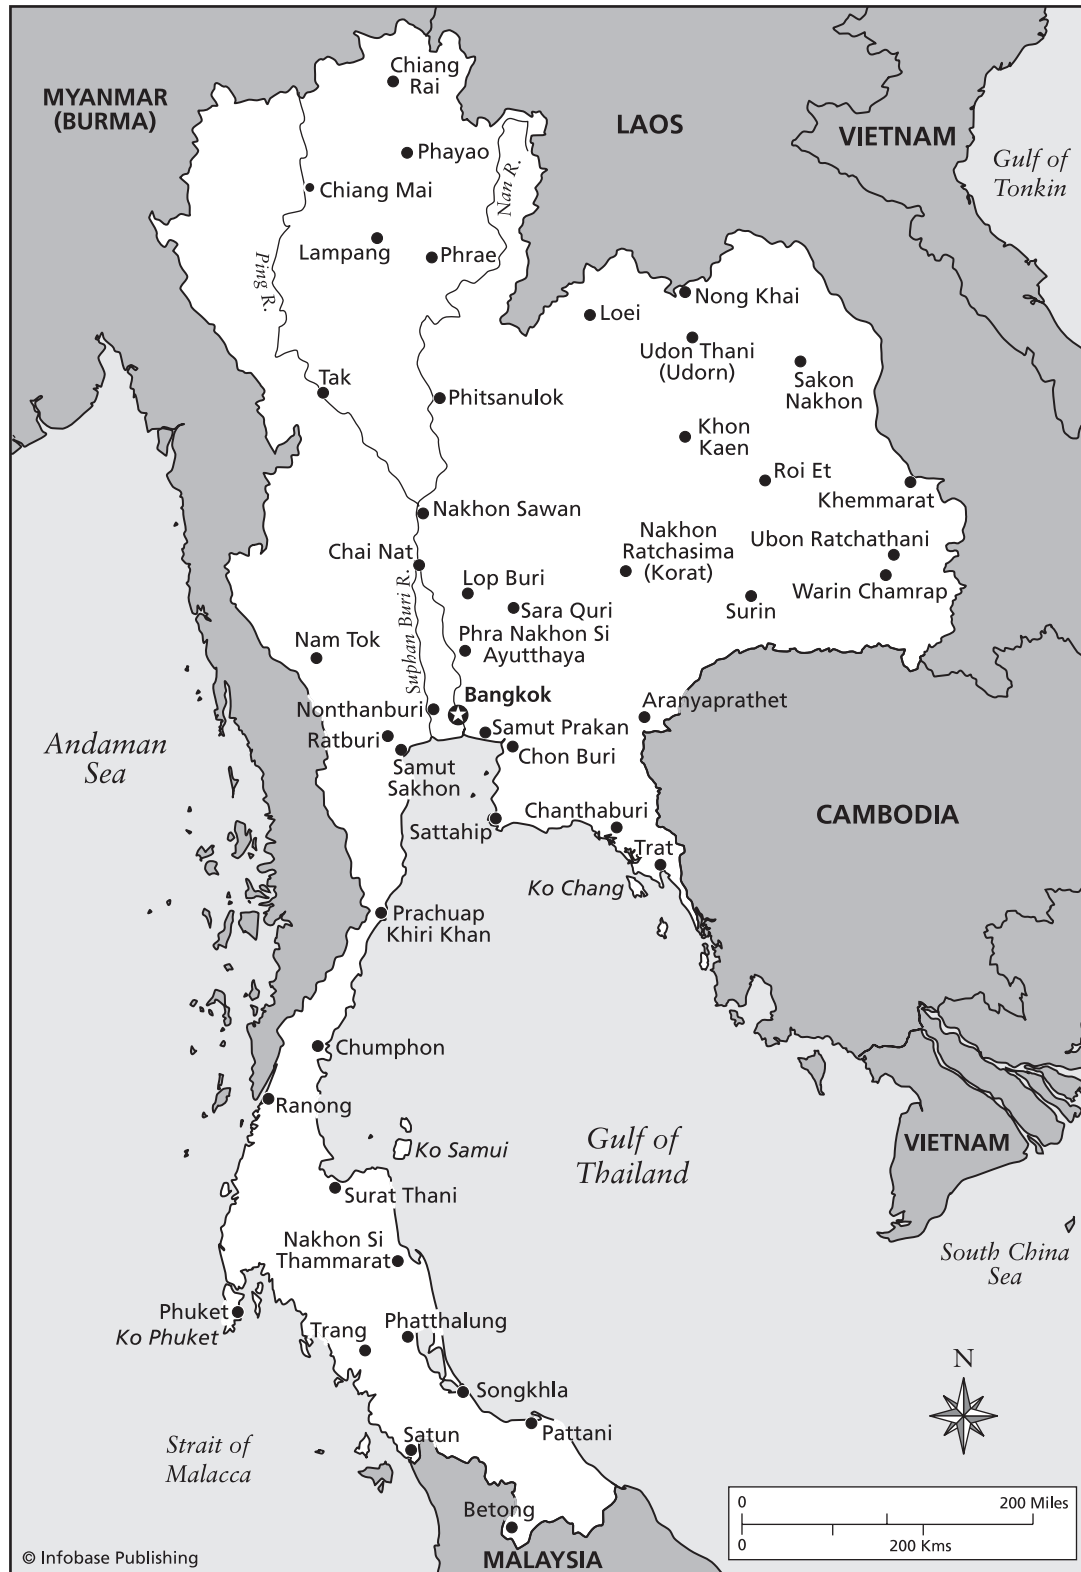 Chiang
Rai
MYANMAR
(BURMA)
LAOS
VIETNAM
Gulf of
Tonkin
Phayao
Nan R.
Chiang Mai
Lampang
Phrae
Ping R.
Nong Khai
Loei
Udon Thani
(Udorn)
Sakon
Nakhon
Tak
Phitsanulok
Khon
Kaen
Roi Et
Khemmarat
Nakhon Sawan
Nakhon
Ratchasima
(Korat)
Ubon Ratchathani
Chai Nat
Lop Buri
Warin Chamrap
Suphan Buri R.
Sara Quri
Surin
Phra Nakhon Si
Ayutthaya
Nam Tok
Bangkok
Aranyaprathet
Nonthanburi
Samut Prakan
Ratburi
Chon Buri
Andaman
Sea
Samut
Sakhon
Chanthaburi
CAMBODIA
Sattahip
Trat
Ko Chang
Prachuap
Khiri Khan
Chumphon
Ranong
Ko Samui
Gulf of
Thailand
VIETNAM
Surat Thani
Nakhon Si
Thammarat
South China
Sea
Phuket
Ko Phuket
Phatthalung
Trang
N
Songkhla
Pattani
Satun
Strait of
Malacca
Betong
0
200 Miles
0
200 Kms
© Infobase Publishing
MALAYSIA